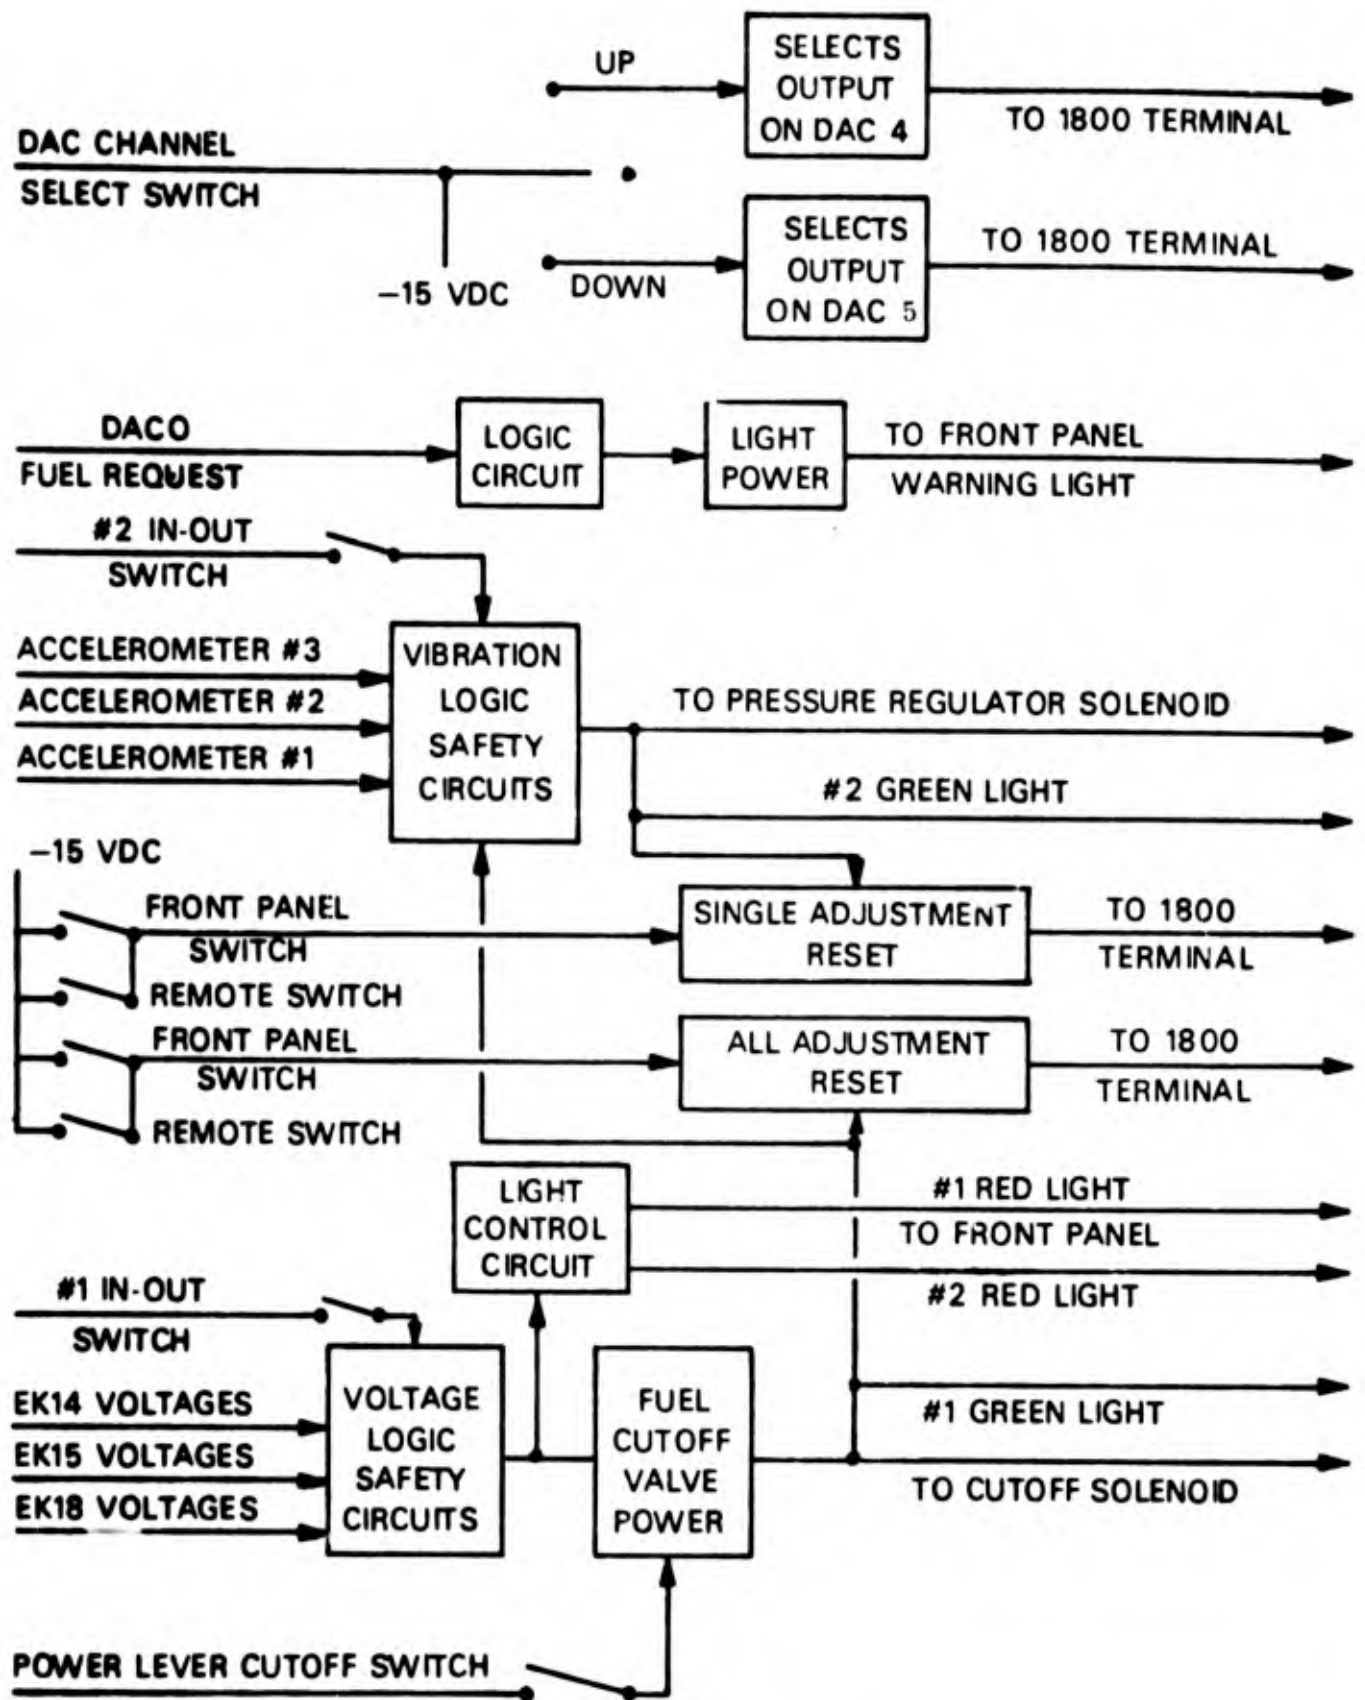 UP
SELECTS
OUTPUT
ON DAC 4
TO 1800 TERMINAL
DAC CHANNEL
SELECT SWITCH
−15 VDC
DOWN
SELECTS
OUTPUT
ON DAC 5
TO 1800 TERMINAL
DACO
FUEL REQUEST
LOGIC
CIRCUIT
LIGHT
POWER
TO FRONT PANEL
WARNING LIGHT
#2 IN-OUT
SWITCH
ACCELEROMETER #3
ACCELEROMETER #2
ACCELEROMETER #1
VIBRATION
LOGIC
SAFETY
CIRCUITS
TO PRESSURE REGULATOR SOLENOID
#2 GREEN LIGHT
−15 VDC
FRONT PANEL
SWITCH
REMOTE SWITCH
SINGLE ADJUSTMENT
RESET
TO 1800
TERMINAL
FRONT PANEL
SWITCH
REMOTE SWITCH
ALL ADJUSTMENT
RESET
TO 1800
TERMINAL
LIGHT
CONTROL
CIRCUIT
#1 RED LIGHT
TO FRONT PANEL
#2 RED LIGHT
#1 IN-OUT
SWITCH
EK14 VOLTAGES
EK15 VOLTAGES
EK18 VOLTAGES
VOLTAGE
LOGIC
SAFETY
CIRCUITS
FUEL
CUTOFF
VALVE
POWER
#1 GREEN LIGHT
TO CUTOFF SOLENOID
POWER LEVER CUTOFF SWITCH